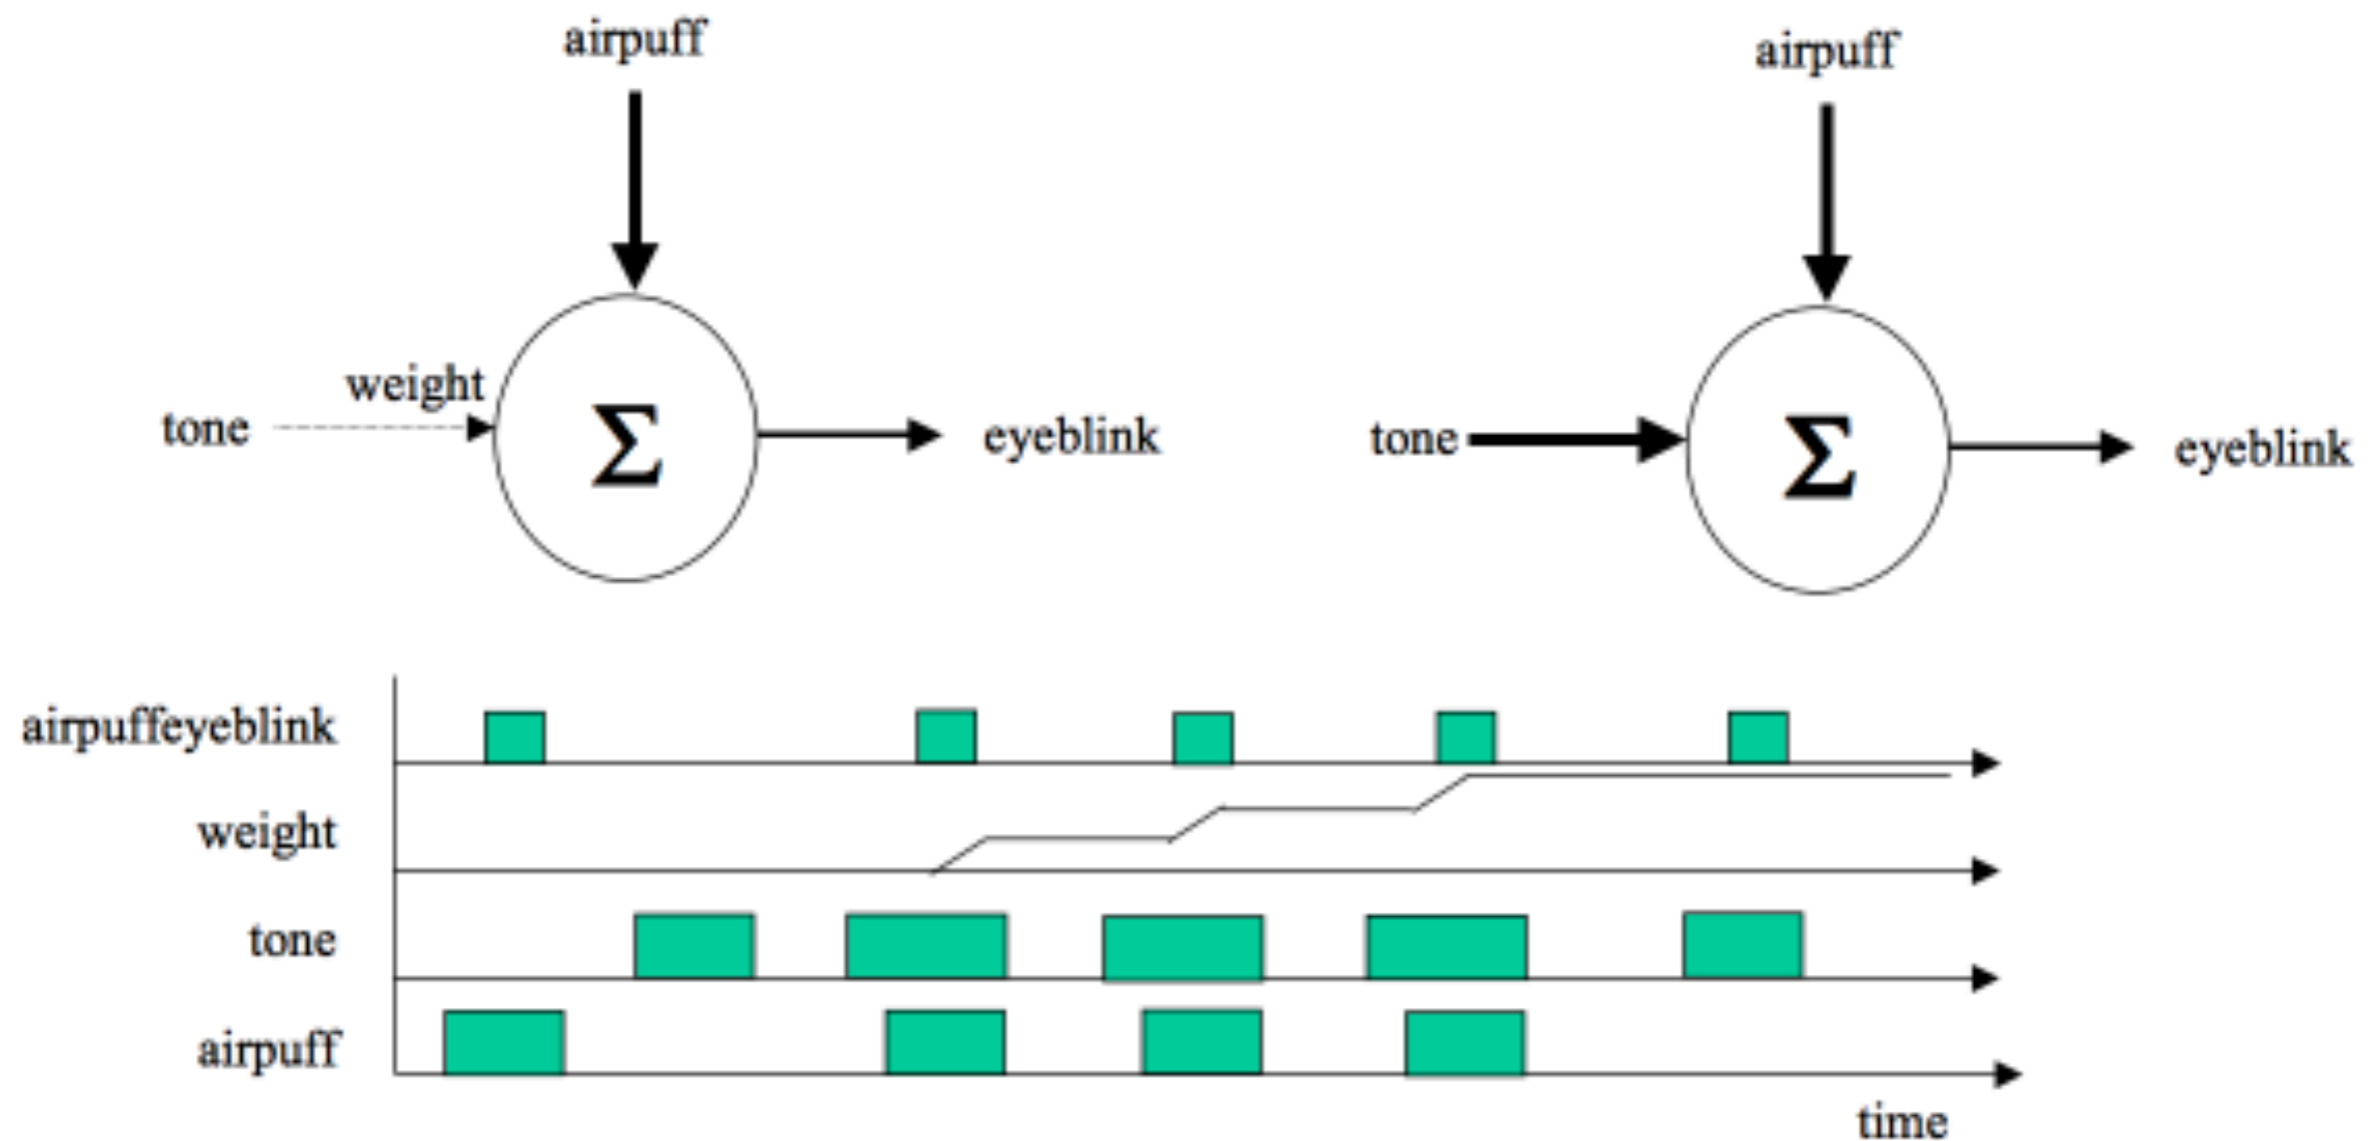 airpuff
airpuff
weight
tone
Σ
eyeblink
tone
Σ
eyeblink
airpuffeyeblink
weight
tone
airpuff
time